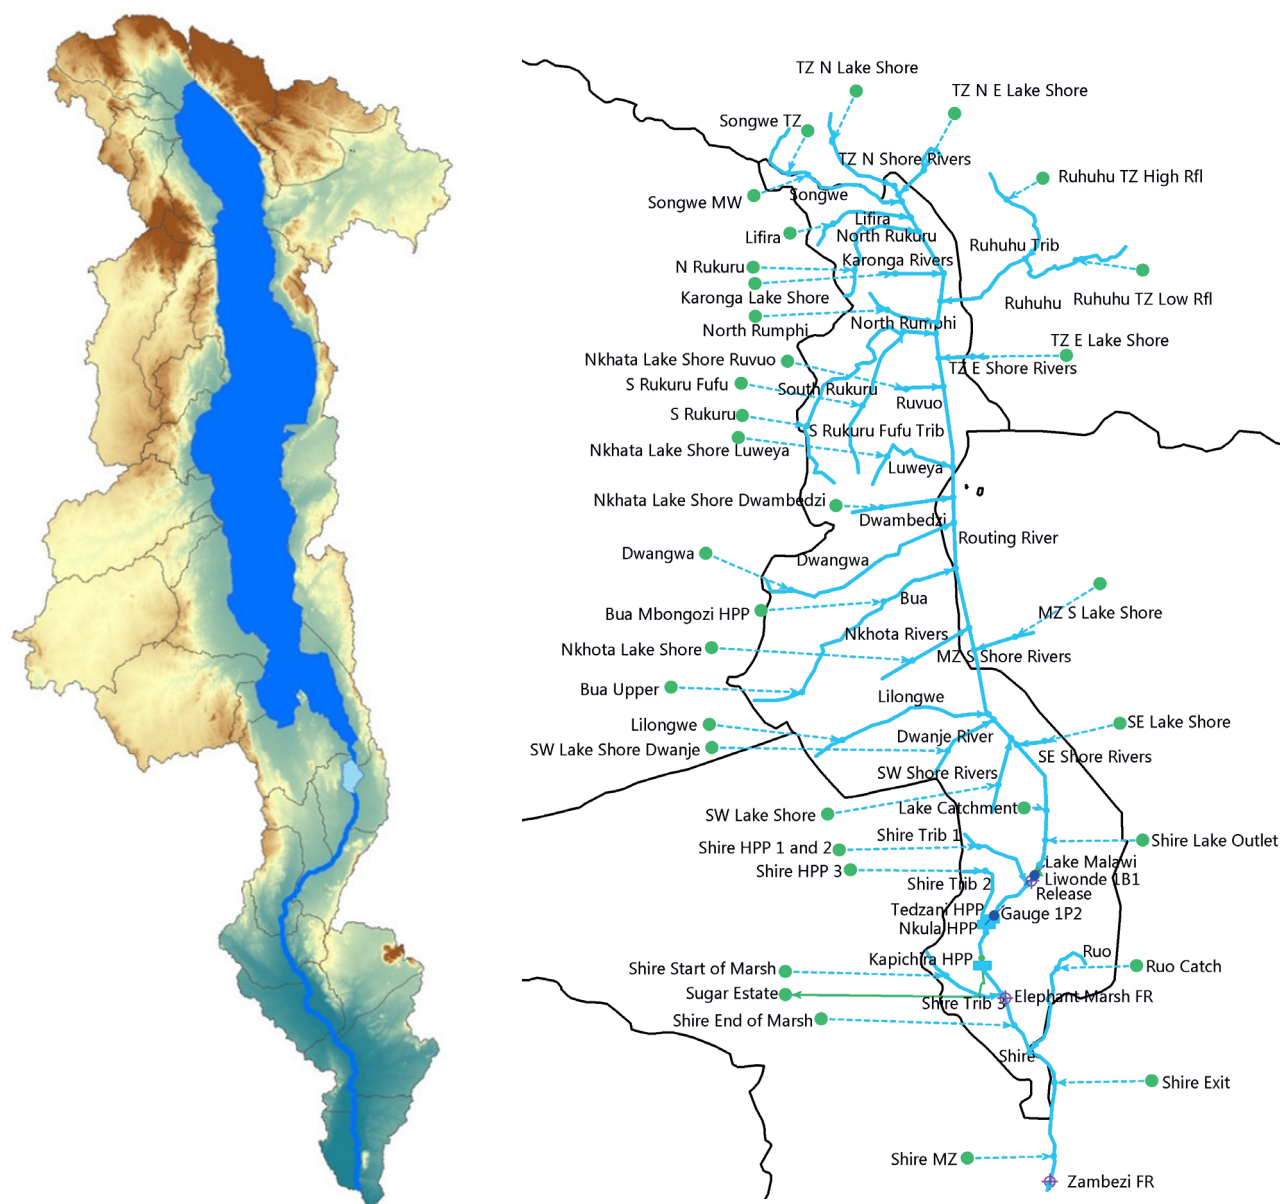 TZ N Lake Shore
TZ N E Lake Shore
Songwe TZ
TZ N Shore Rivers
Ruhuhu TZ High Rfl
Songwe MW
Songwe
Lifira
Lifira
North Rukuru
Ruhuhu Trib
N Rukuru
Karonga Rivers
Karonga Lake Shore
Ruhuhu
Ruhuhu TZ Low Rfl
North Rumphi
North Rumphi
TZ E Lake Shore
Nkhata Lake Shore Ruvuo
TZ E Shore Rivers
S Rukuru Fufu
South Rukuru
Ruvuo
S Rukuru
S Rukuru Fufu Trib
Nkhata Lake Shore Luweya
Luweya
Nkhata Lake Shore Dwambedzi
Dwambedzi
Routing River
Dwangwa
Dwangwa
Bua Mbongozi HPP
Bua
MZ S Lake Shore
Nkhota Rivers
Nkhota Lake Shore
MZ S Shore Rivers
Bua Upper
Lilongwe
Lilongwe
SE Lake Shore
SW Lake Shore Dwanje
Dwanje River
SE Shore Rivers
SW Shore Rivers
SW Lake Shore
Lake Catchment
Shire Trib 1
Shire Lake Outlet
Shire HPP 1 and 2
Lake Malawi
Shire HPP 3
Liwonde 1B1
Shire Trib 2
Release
Tedzani HPP
Gauge 1P2
Nkula HPP
Ruo
Kapichira HPP
Shire Start of Marsh
Ruo Catch
Sugar Estate
Elephant Marsh FR
Shire Trib 3
Shire End of Marsh
Shire
Shire Exit
Shire MZ
Zambezi FR